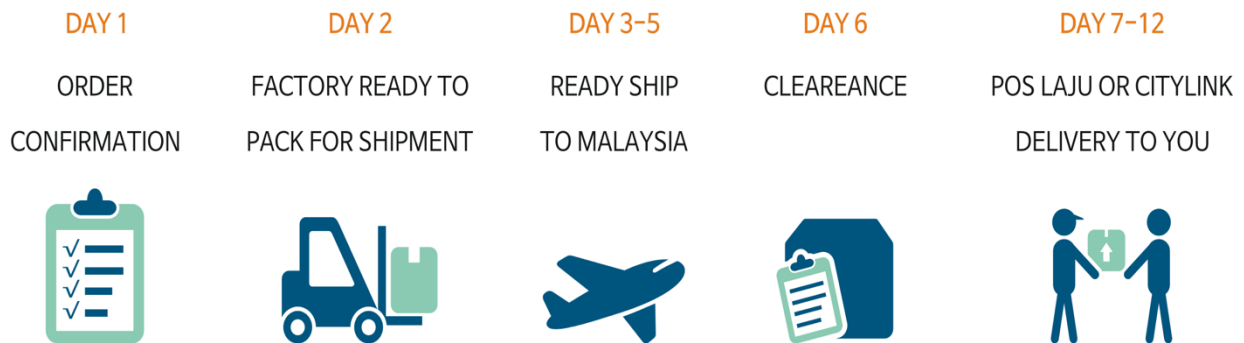 DAY 1
ORDER
CONFIRMATION
DAY 2
FACTORY READY TO
PACK FOR SHIPMENT
DAY 3-5
READY SHIP
TO MALAYSIA
DAY 6
CLEAREANCE
DAY 7-12
POS LAJU OR CITYLINK
DELIVERY TO YOU